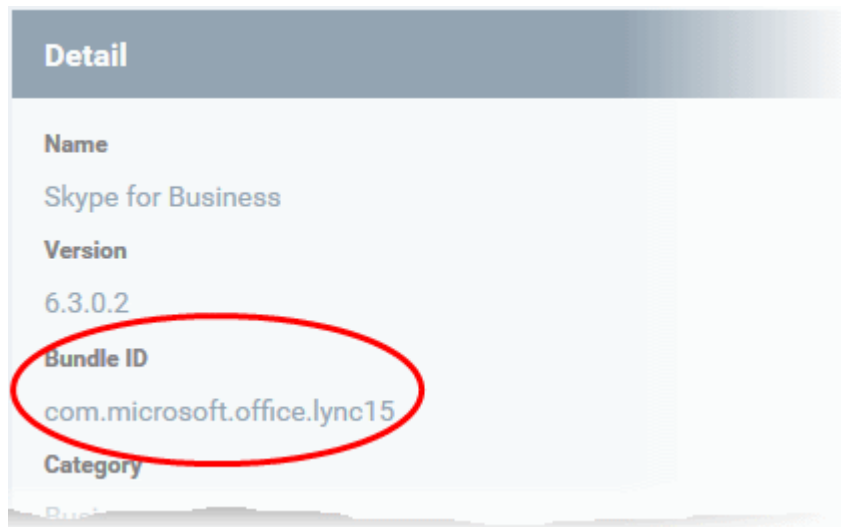 Detail
Name
Skype for Business
Version
6.3.0.2
Bundle ID
com.microsoft.office.lync15
Category